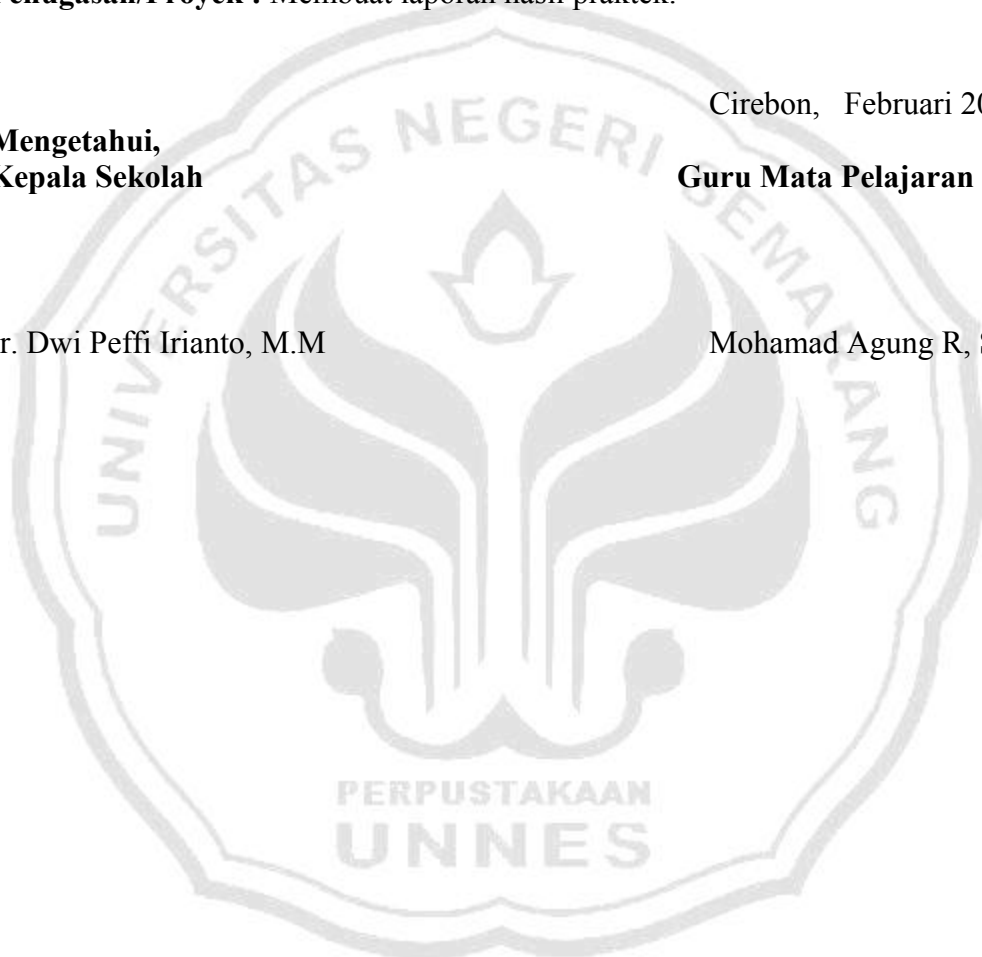 Penugasan/Proyek : Membuat laporan hasil praktek.
Cirebon, Februari 20
Mengetahui,
Kepala Sekolah
Guru Mata Pelajaran
r. Dwi Peffi Irianto, M.M
Mohamad Agung R, S
UNIVERSITAS NEGERI SEMARANG
PERPUSTAKAAN
UNNES